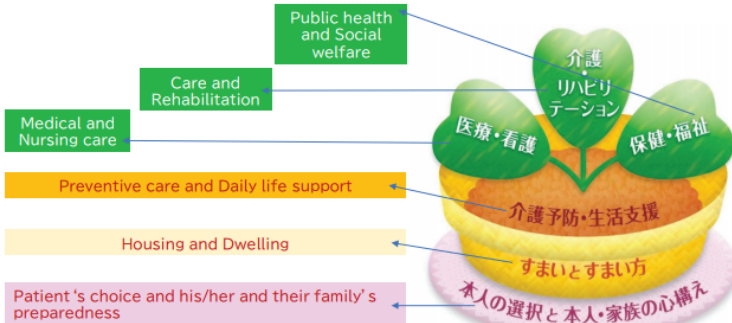 Public health
and Social
welfare
Care and
Rehabilitation
Medical and
Nursing care
Preventive care and Daily life support
Housing and Dwelling
Patient‘s choice and his/her and their family’s
preparedness
介護
・
リハビリ
テーション
医療・看護
保健・福祉
介護予防・生活支援
すまいとすまい方
本人の選択と本人・家族の心構え